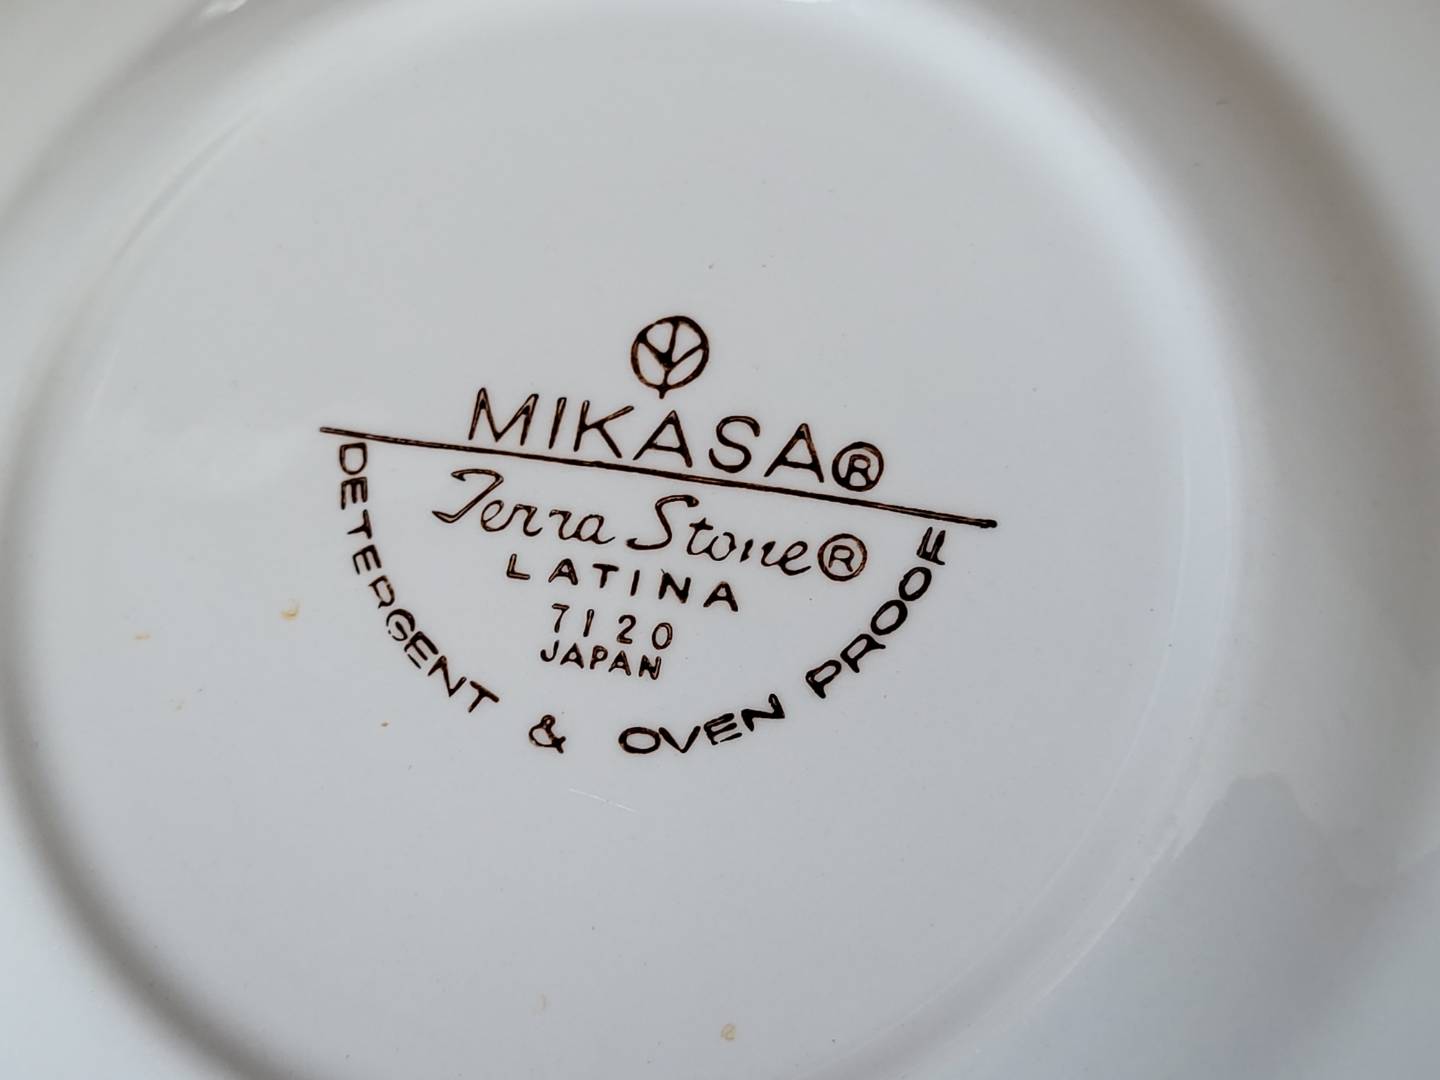 MIKASA®
Terra Stone®
LATINA
7120
JAPAN
DETERGENT & OVEN PROOF